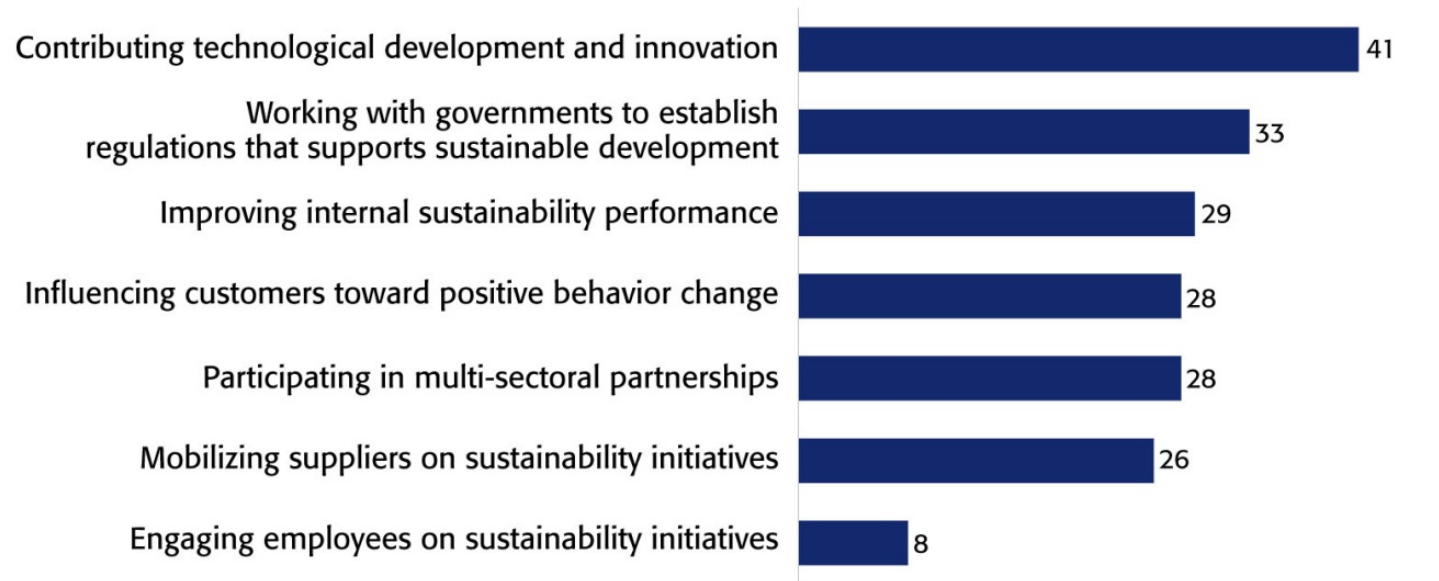 Contributing technological development and innovation 41
Working with governments to establish
regulations that supports sustainable development 33
Improving internal sustainability performance 29
Influencing customers toward positive behavior change 28
Participating in multi-sectoral partnerships 28
Mobilizing suppliers on sustainability initiatives 26
Engaging employees on sustainability initiatives 8